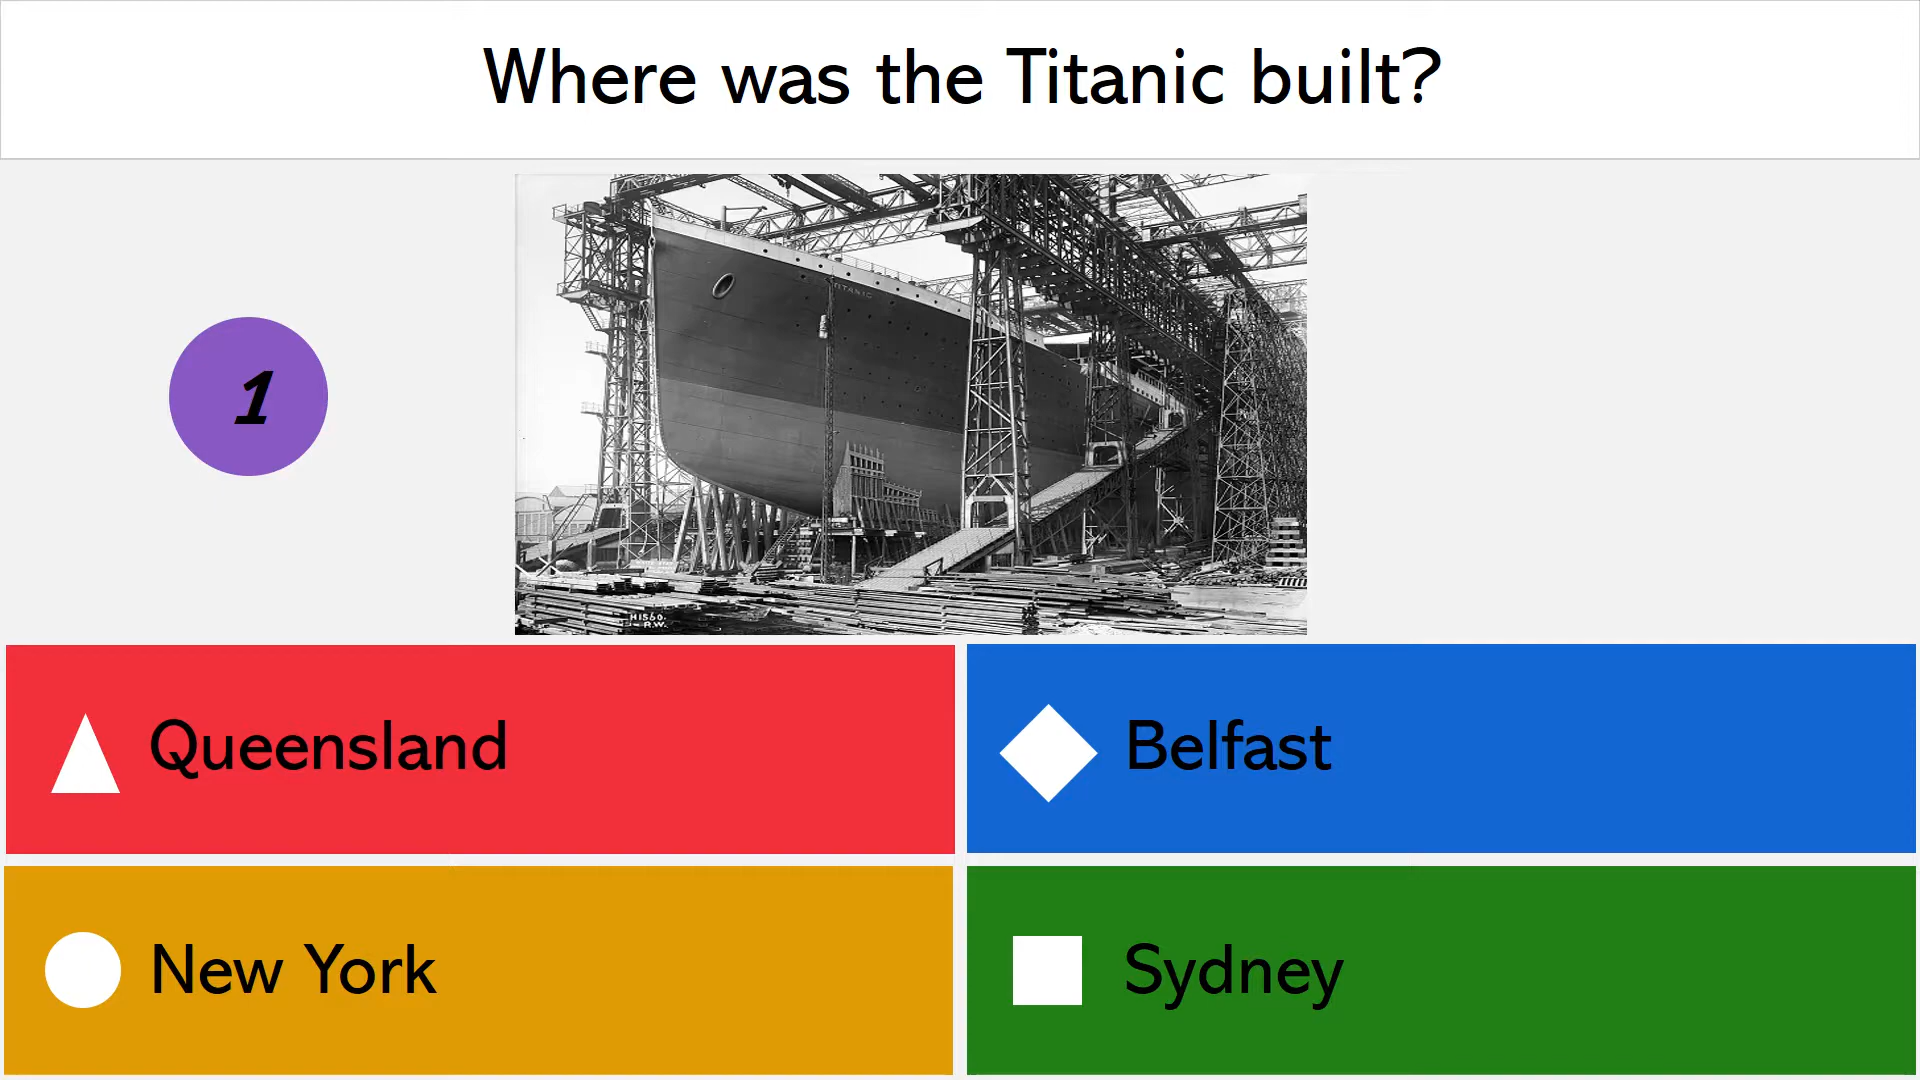 Where was the Titanic built?
TITANIC
1
H1560.
R.W.
Queensland
Belfast
New York
Sydney